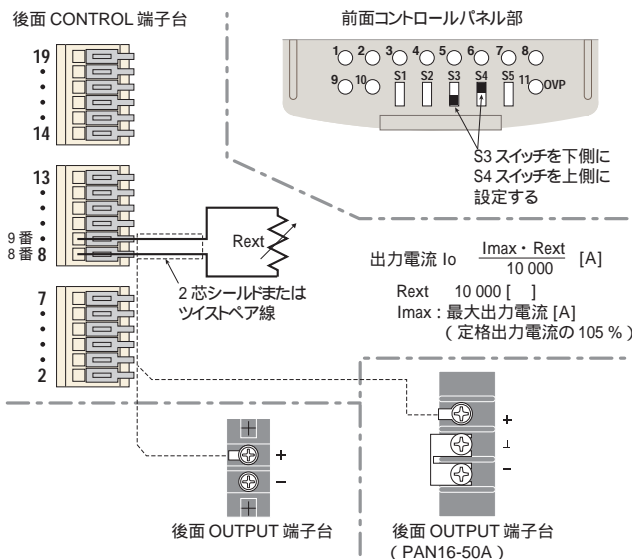 後面 CONTROL 端子台
19
14
13
9番
8番 8
7
2
Rext
2 芯シールドまたは
ツイストペア線
前面コントロールパネル部
1 2 3 4 5 6 7 8
9 10 S1 S2 S3 S4 S5 11 OVP
S3 スイッチを下側に
S4 スイッチを上側に
設定する
出力電流 Io Imax・Rext [A]
10 000
Rext 10 000 [ ]
Imax : 最大出力電流 [A]
( 定格出力電流の 105 % )
+
−
後面 OUTPUT 端子台
+
⊥
−
後面 OUTPUT 端子台
( PAN16-50A )